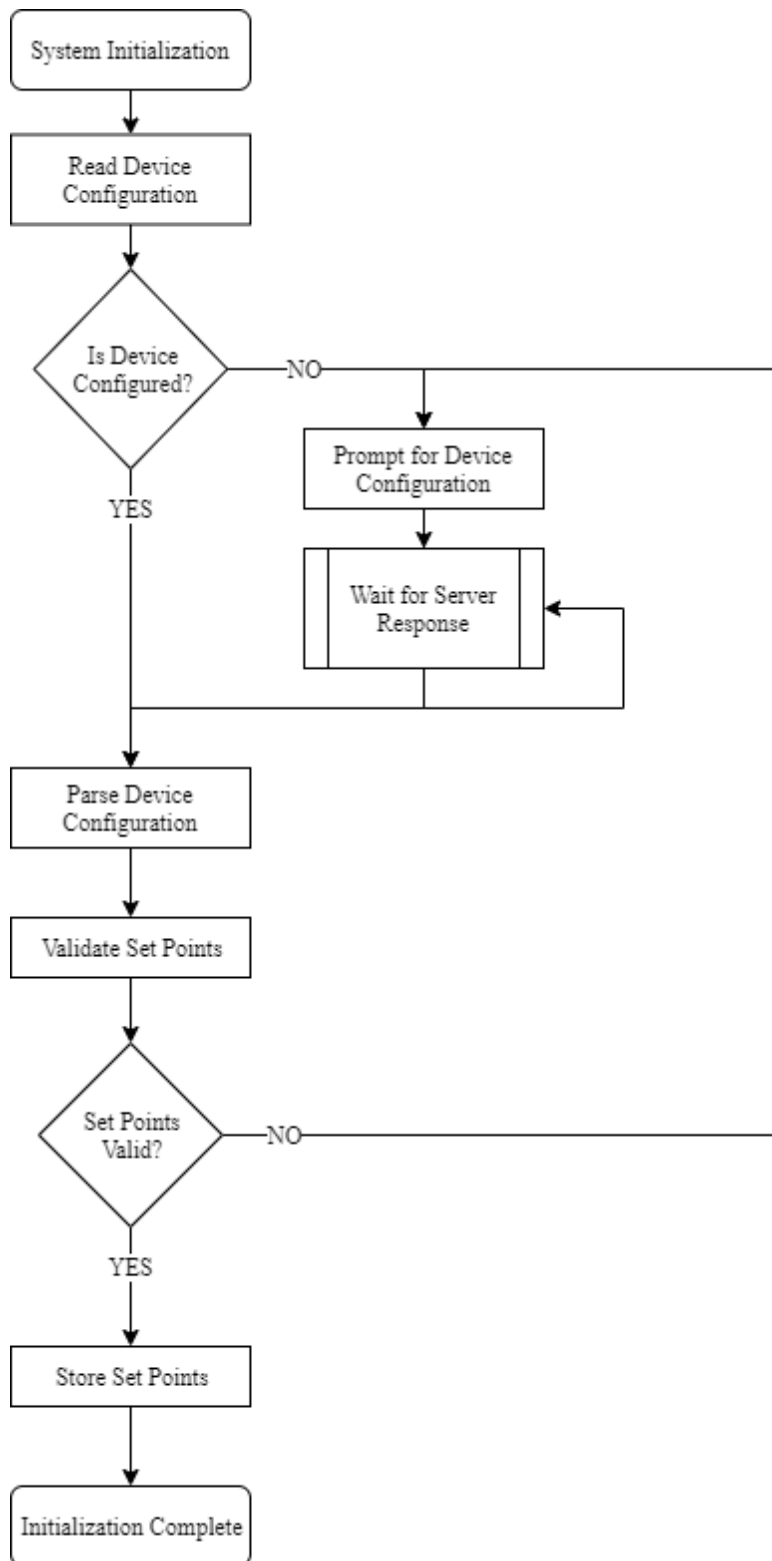 System Initialization
Read Device
Configuration
Is Device
Configured?
NO
Prompt for Device
Configuration
YES
Wait for Server
Response
Parse Device
Configuration
Validate Set Points
Set Points
Valid?
NO
YES
Store Set Points
Initialization Complete